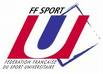 FF SPORT
U
FÉDÉRATION FRANÇAISE
DU SPORT UNIVERSITAIRE